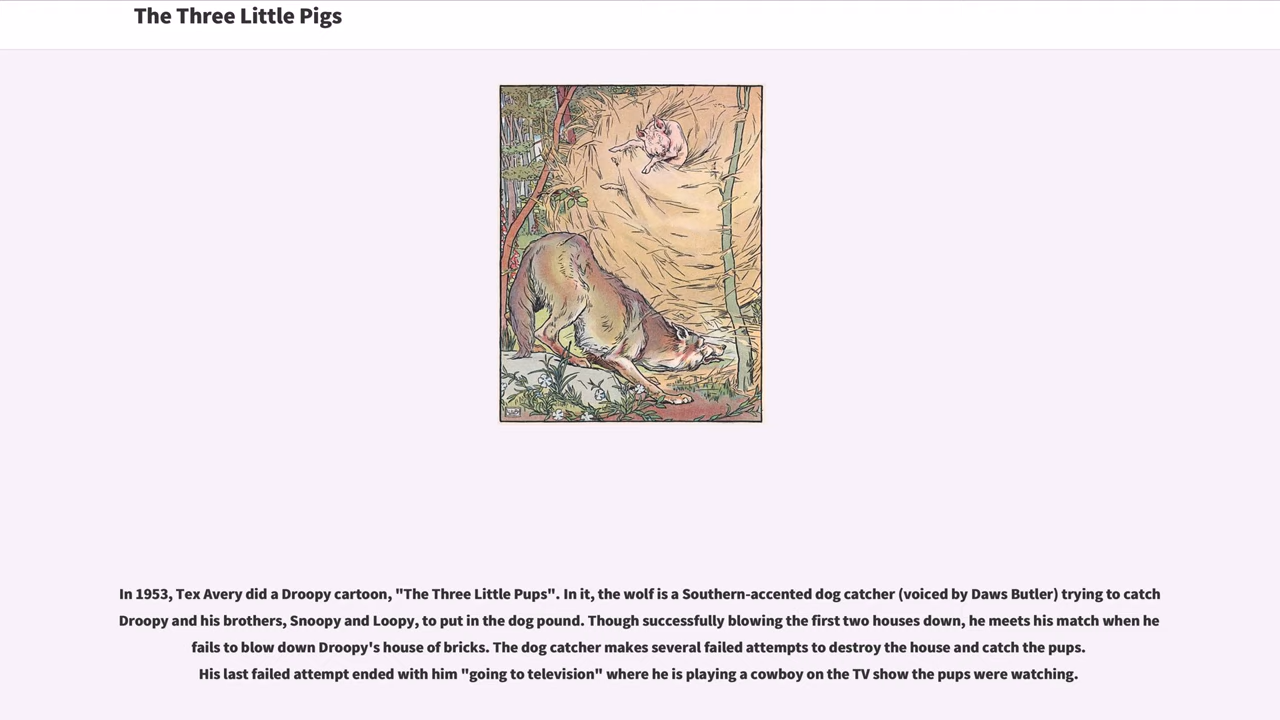 The Three Little Pigs
In 1953, Tex Avery did a Droopy cartoon, "The Three Little Pups". In it, the wolf is a Southern-accented dog catcher (voiced by Daws Butler) trying to catch
Droopy and his brothers, Snoopy and Loopy, to put in the dog pound. Though successfully blowing the first two houses down, he meets his match when he
fails to blow down Droopy's house of bricks. The dog catcher makes several failed attempts to destroy the house and catch the pups.
His last failed attempt ended with him "going to television" where he is playing a cowboy on the TV show the pups were watching.